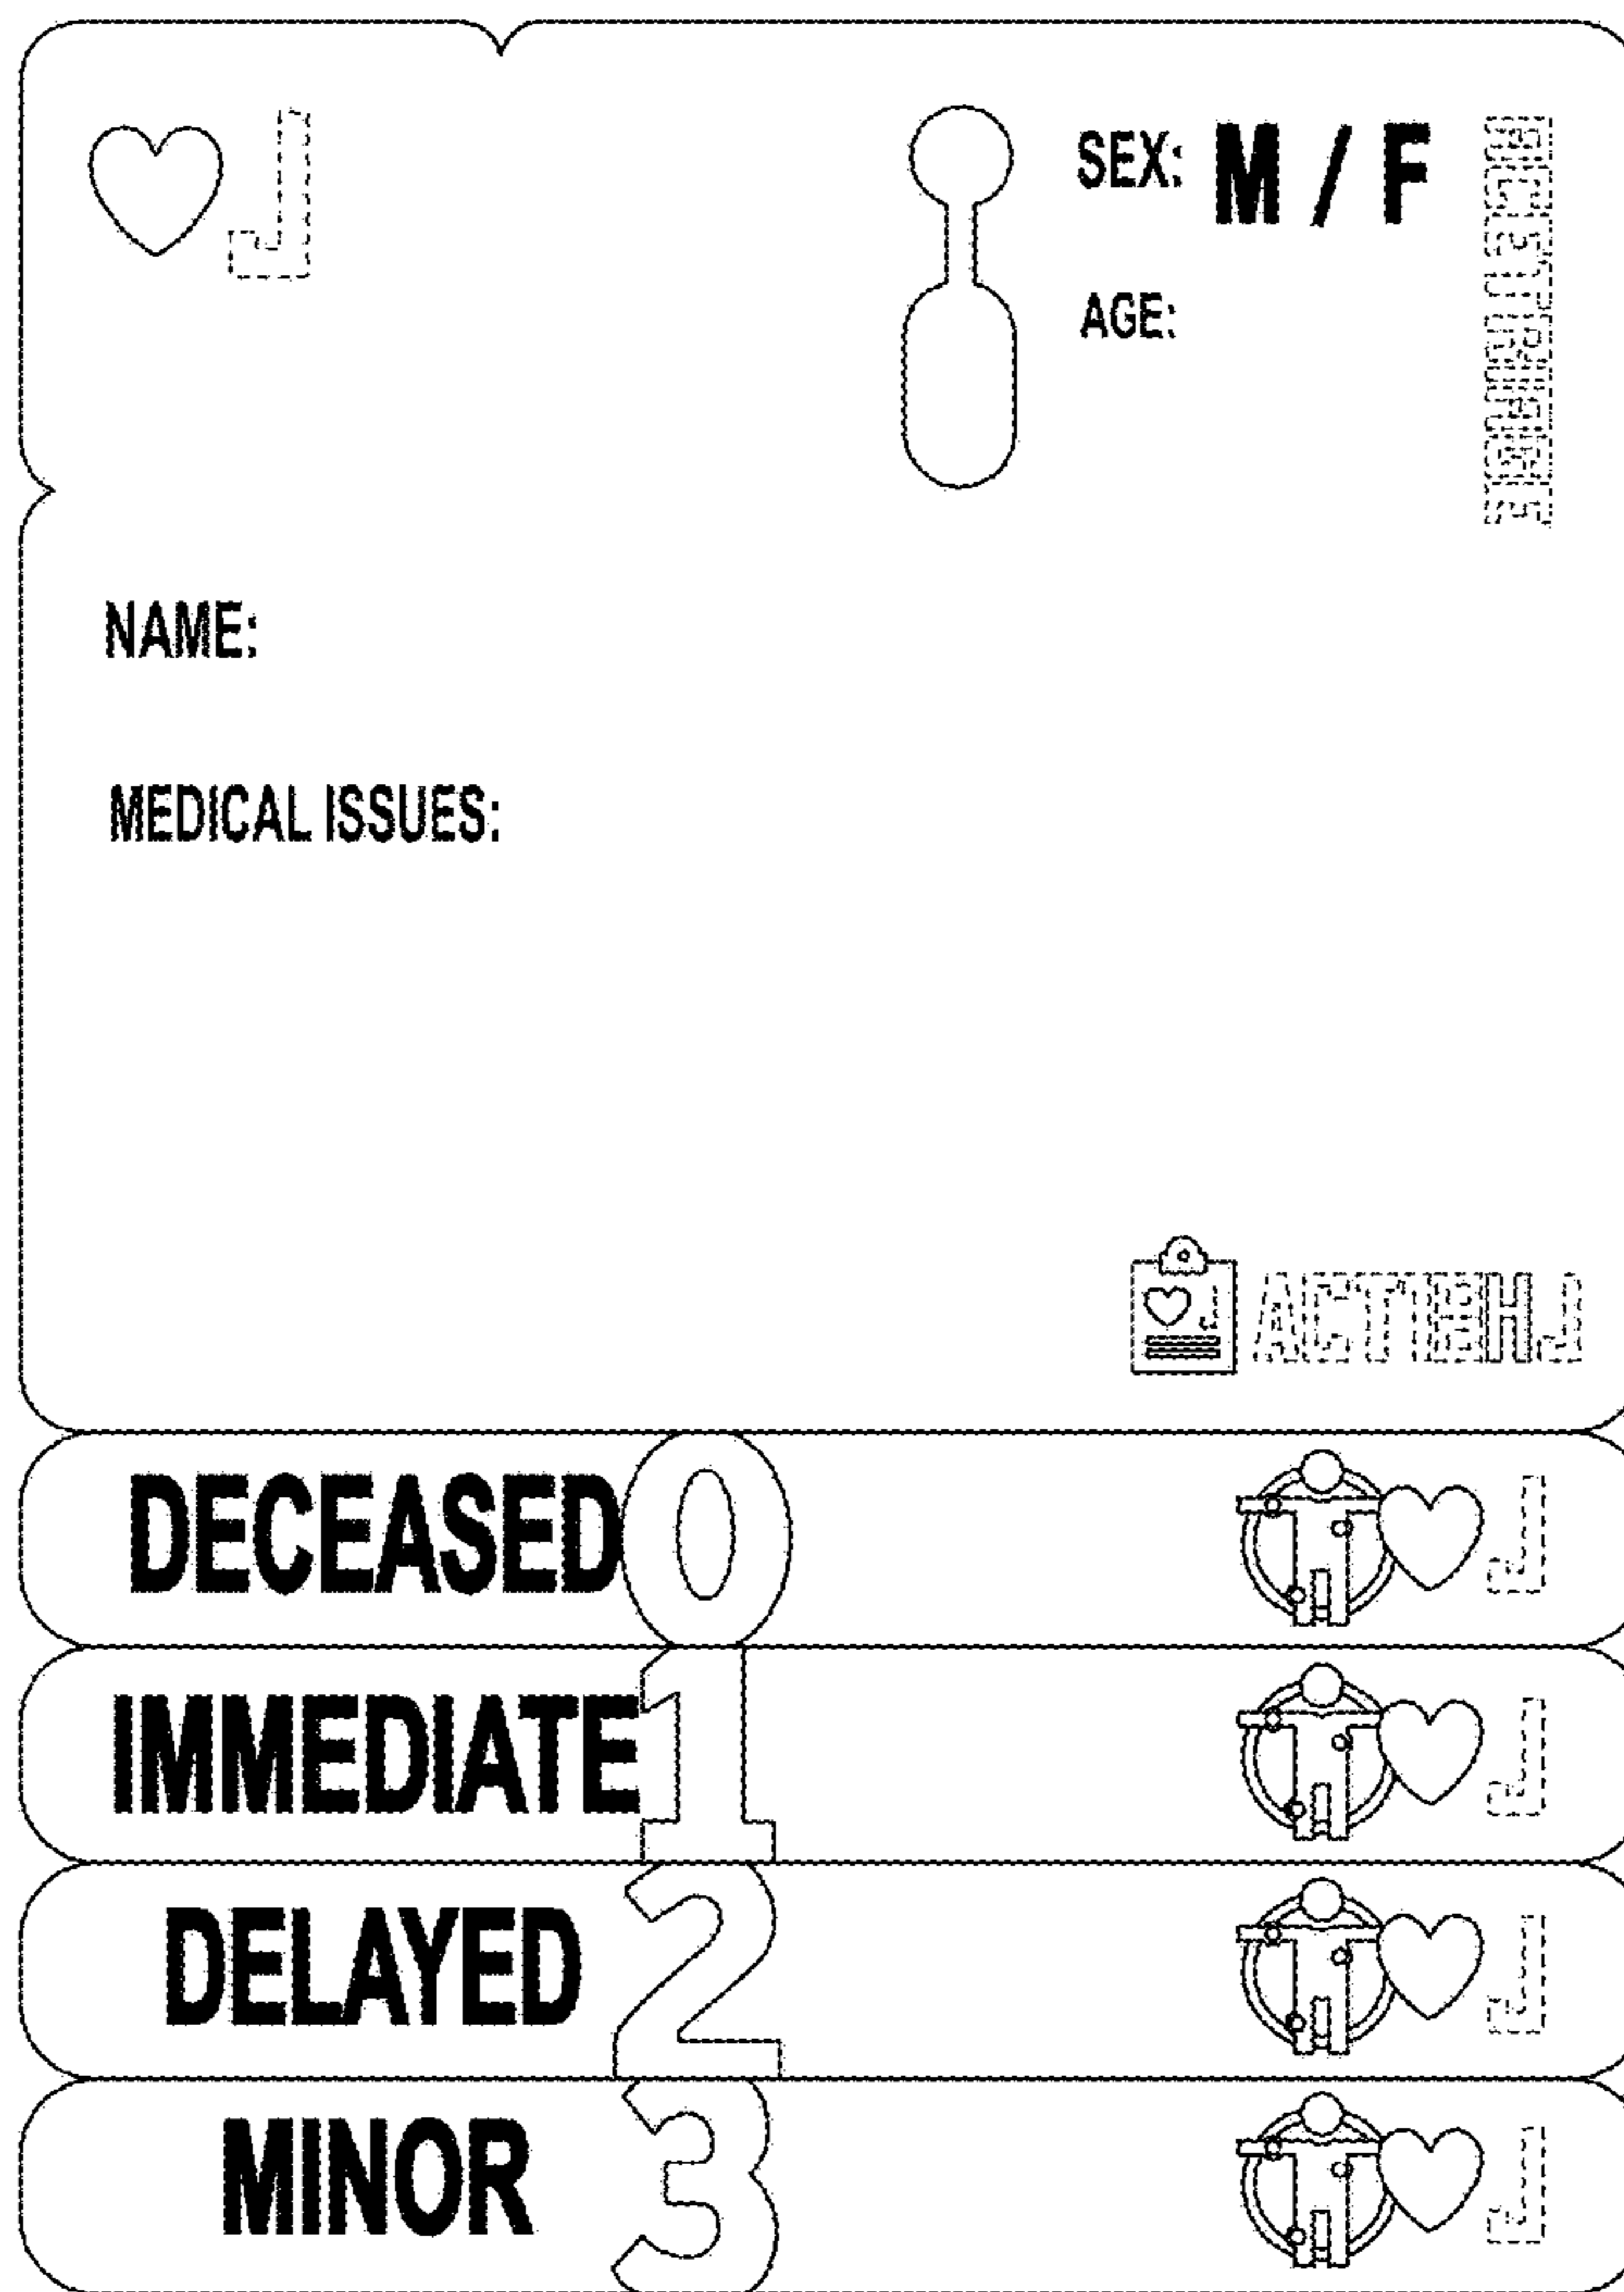 J
SEX: M / F
AGE:
NAME:
MEDICAL ISSUES:
J
DECEASED 0
J
IMMEDIATE 1
J
DELAYED 2
J
MINOR 3
J